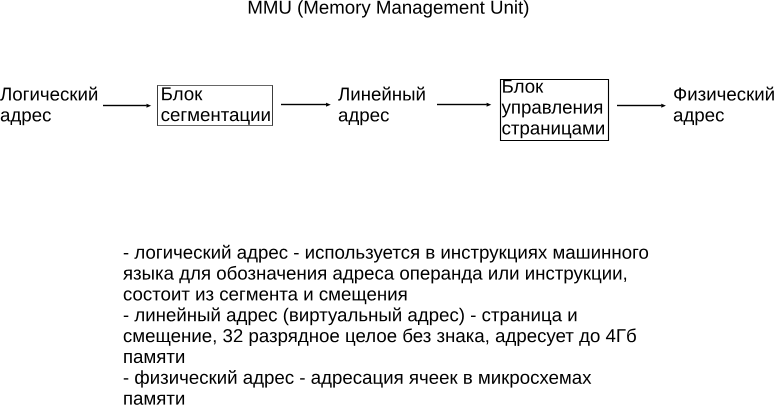 MMU (Memory Management Unit)
Логический
адрес
Блок
сегментации
Линейный
адрес
Блок
управления
страницами
Физический
адрес
- логический адрес - используется в инструкциях машинного
языка для обозначения адреса операнда или инструкции,
состоит из сегмента и смещения
- линейный адрес (виртуальный адрес) - страница и
смещение, 32 разрядное целое без знака, адресует до 4Гб
памяти
- физический адрес - адресация ячеек в микросхемах
памяти